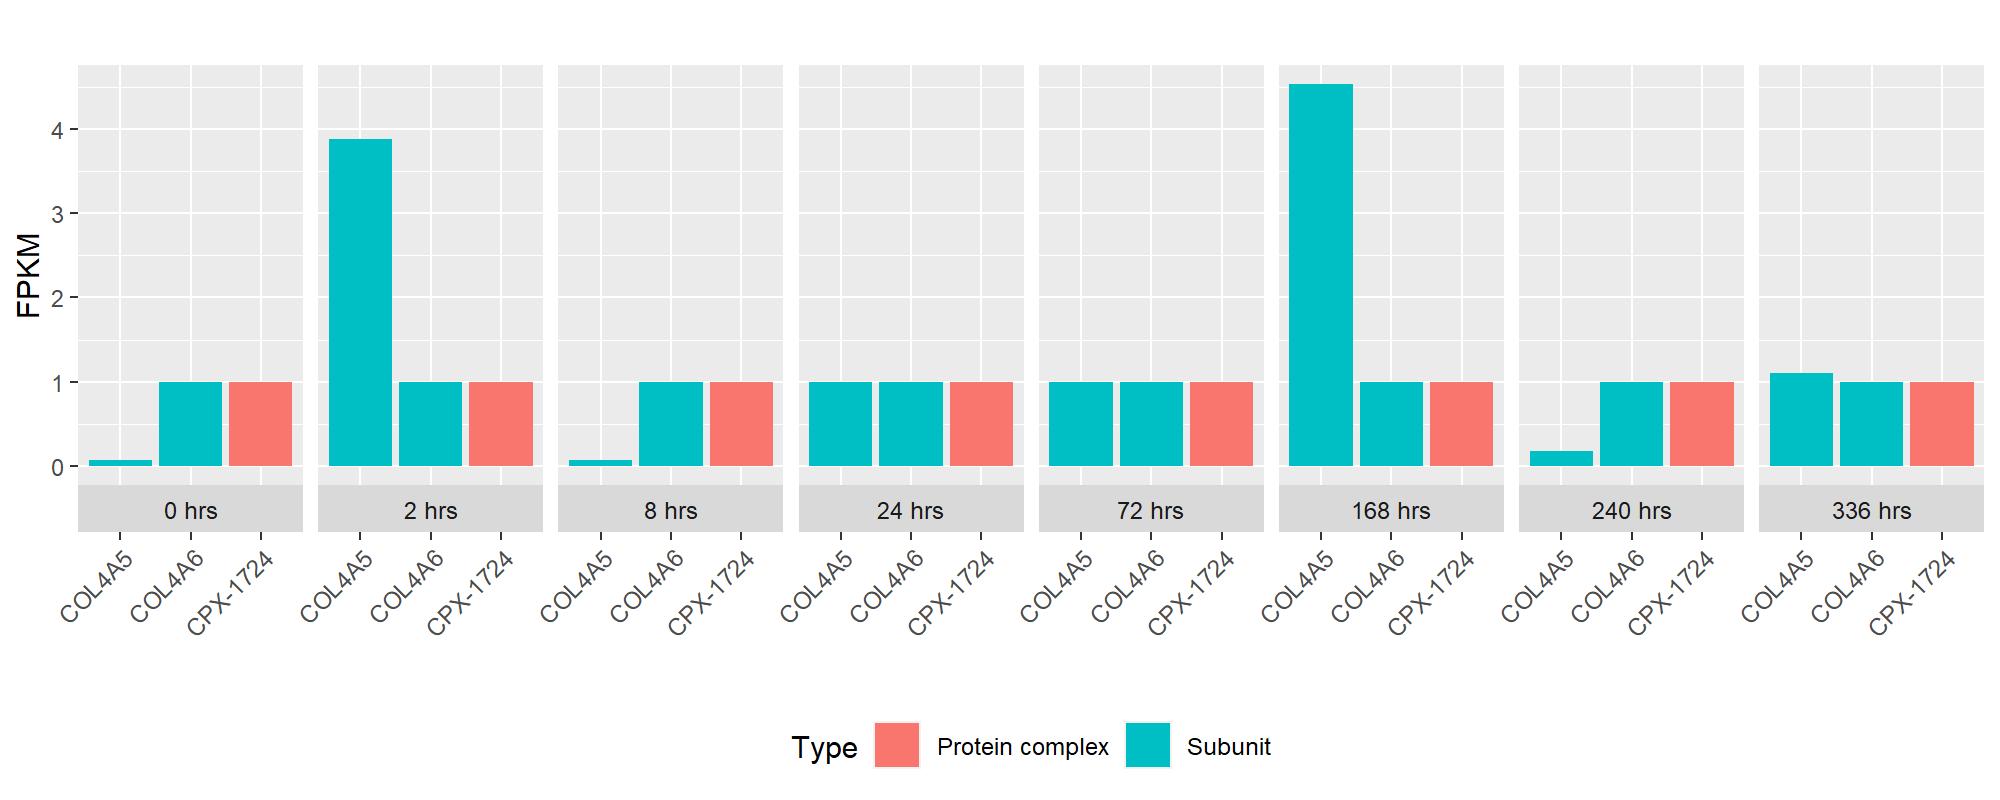 FPKM
4
3
2
1
0
0 hrs 2 hrs 8 hrs 24 hrs 72 hrs 168 hrs 240 hrs 336 hrs
COL4A5 COL4A6 CPX-1724 COL4A5 COL4A6 CPX-1724 COL4A5 COL4A6 CPX-1724 COL4A5 COL4A6 CPX-1724 COL4A5 COL4A6 CPX-1724 COL4A5 COL4A6 CPX-1724 COL4A5 COL4A6 CPX-1724 COL4A5 COL4A6 CPX-1724
Type Protein complex Subunit